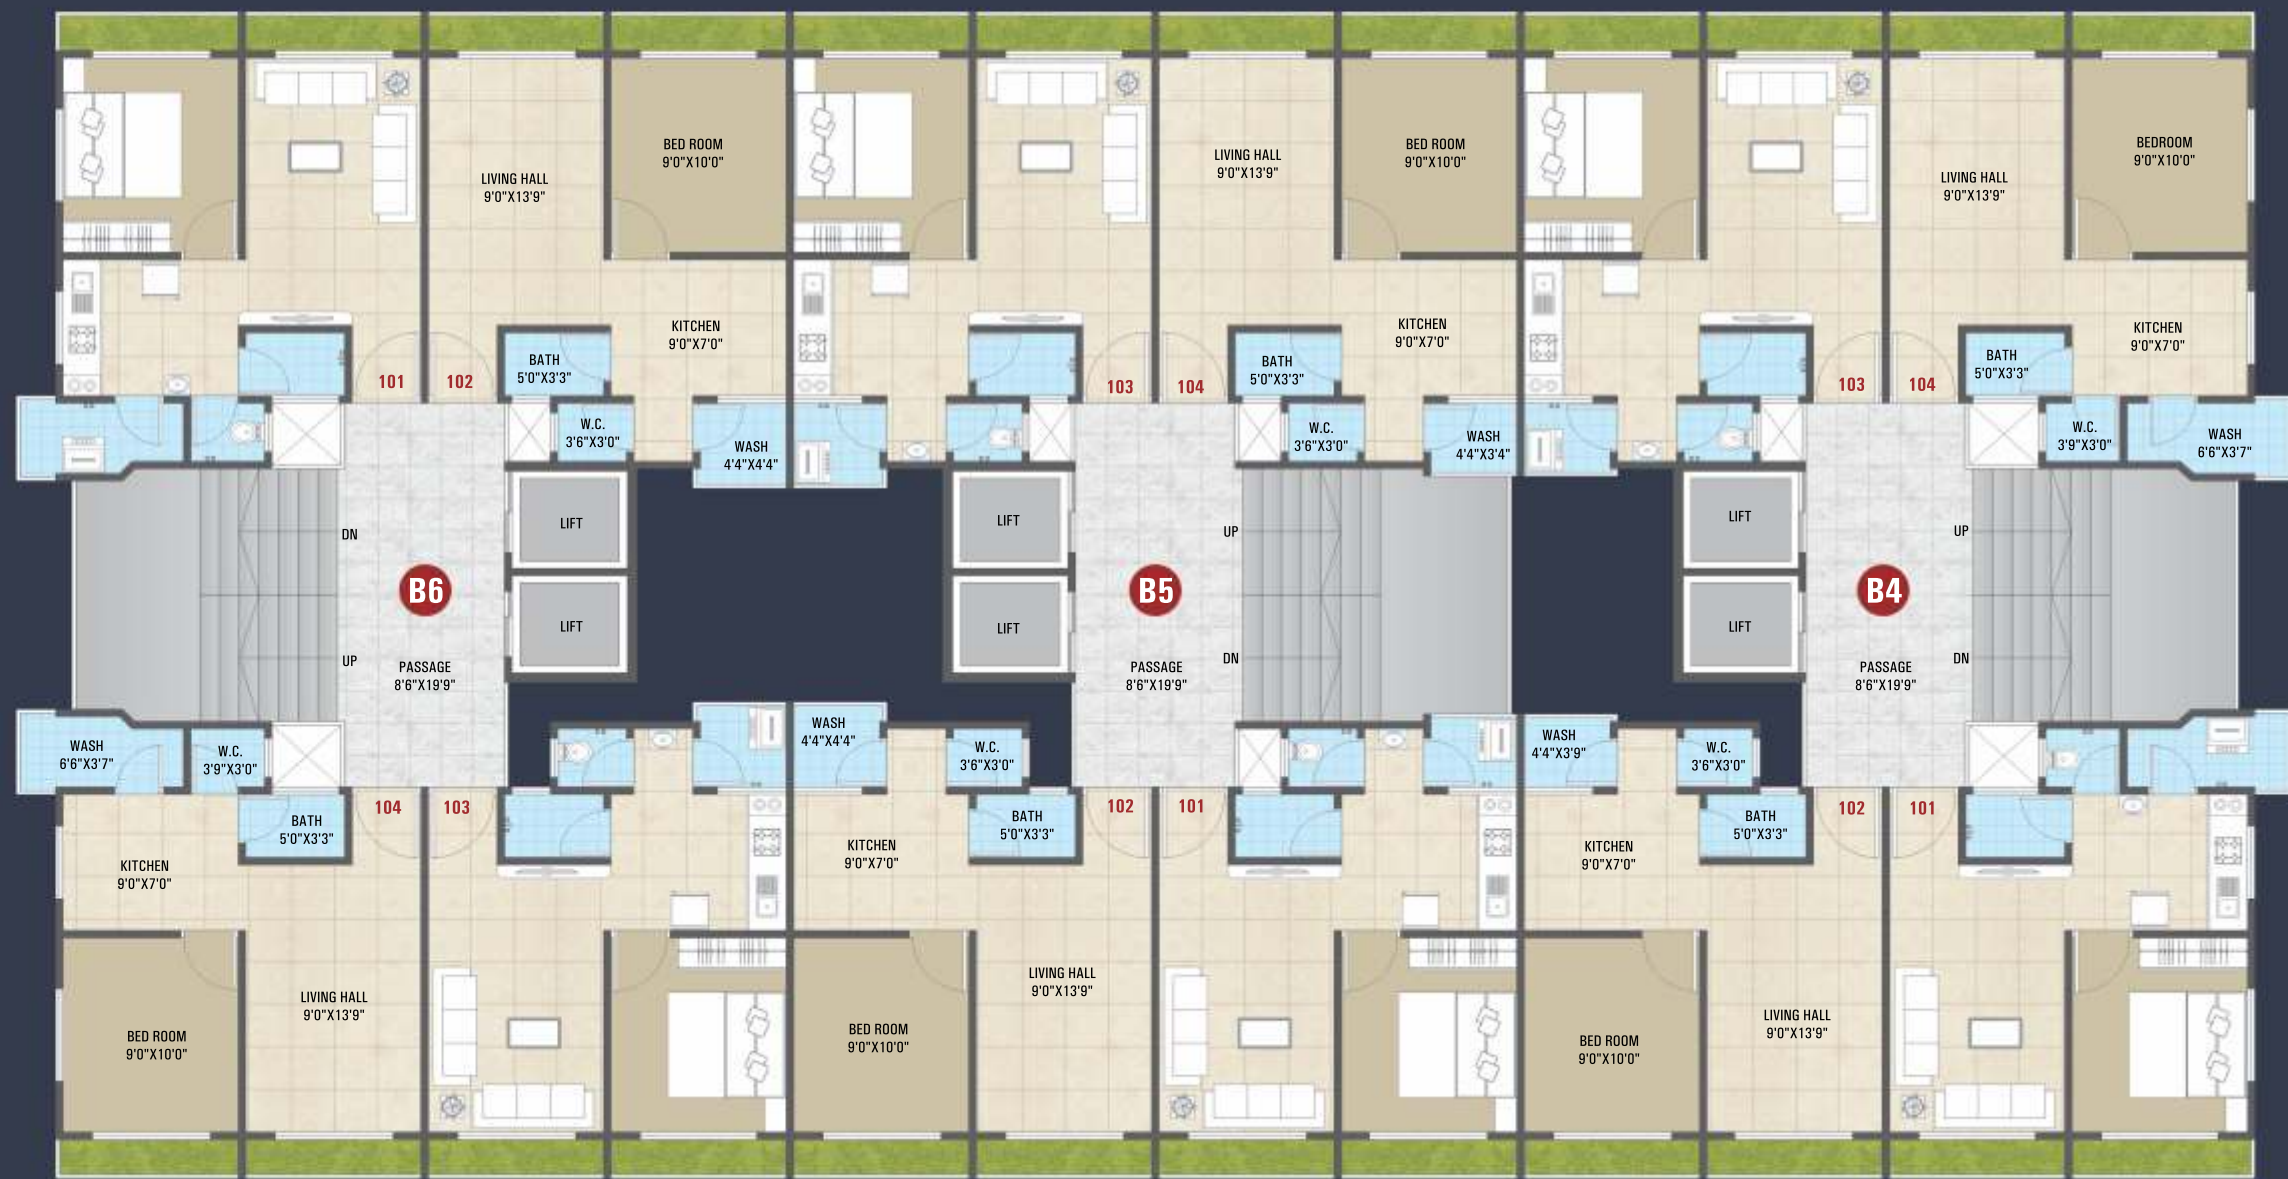 LIVING HALL
9'0"X13'9"
BED ROOM
9'0"X10'0"
KITCHEN
9'0"X7'0"
BATH
5'0"X3'3"
101
102
W.C.
3'6"X3'0"
WASH
4'4"X4'4"
LIVING HALL
9'0"X13'9"
BED ROOM
9'0"X10'0"
KITCHEN
9'0"X7'0"
BATH
5'0"X3'3"
103
104
W.C.
3'6"X3'0"
WASH
4'4"X3'4"
LIVING HALL
9'0"X13'9"
BEDROOM
9'0"X10'0"
KITCHEN
9'0"X7'0"
BATH
5'0"X3'3"
103
104
W.C.
3'9"X3'0"
WASH
6'6"X3'7"
DN
LIFT
B6
LIFT
UP
PASSAGE
8'6"X19'9"
LIFT
UP
B5
LIFT
DN
PASSAGE
8'6"X19'9"
LIFT
UP
B4
LIFT
DN
PASSAGE
8'6"X19'9"
WASH
6'6"X3'7"
W.C.
3'9"X3'0"
104
103
BATH
5'0"X3'3"
KITCHEN
9'0"X7'0"
LIVING HALL
9'0"X13'9"
BED ROOM
9'0"X10'0"
WASH
4'4"X4'4"
W.C.
3'6"X3'0"
102
101
BATH
5'0"X3'3"
KITCHEN
9'0"X7'0"
LIVING HALL
9'0"X13'9"
BED ROOM
9'0"X10'0"
WASH
4'4"X3'9"
W.C.
3'6"X3'0"
102
101
BATH
5'0"X3'3"
KITCHEN
9'0"X7'0"
LIVING HALL
9'0"X13'9"
BED ROOM
9'0"X10'0"